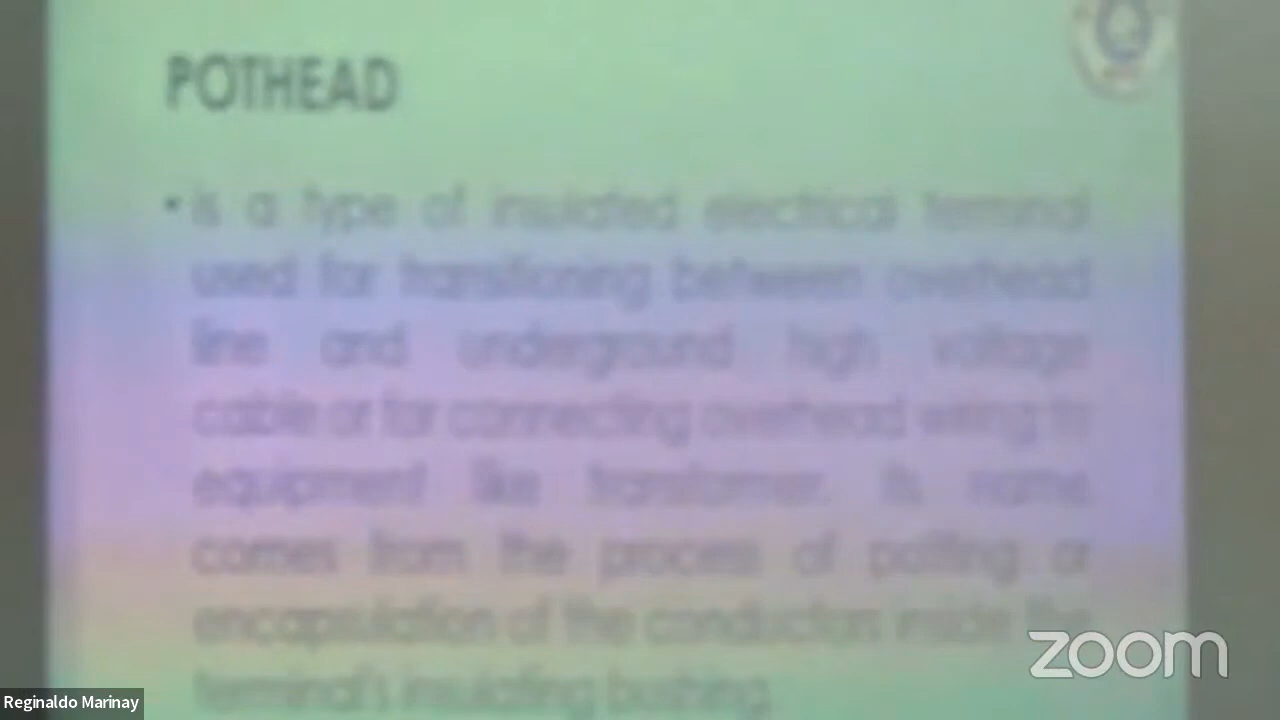 POTHEAD
• is a type of insulated electrical terminal
used for transitioning between overhead
line and underground high voltage
cable or for connecting overhead wiring to
equipment like transformer. Its name
comes from the process of potting or
encapsulation of the conductors inside the
terminal's insulating bushing.
zoom
Reginaldo Marinay